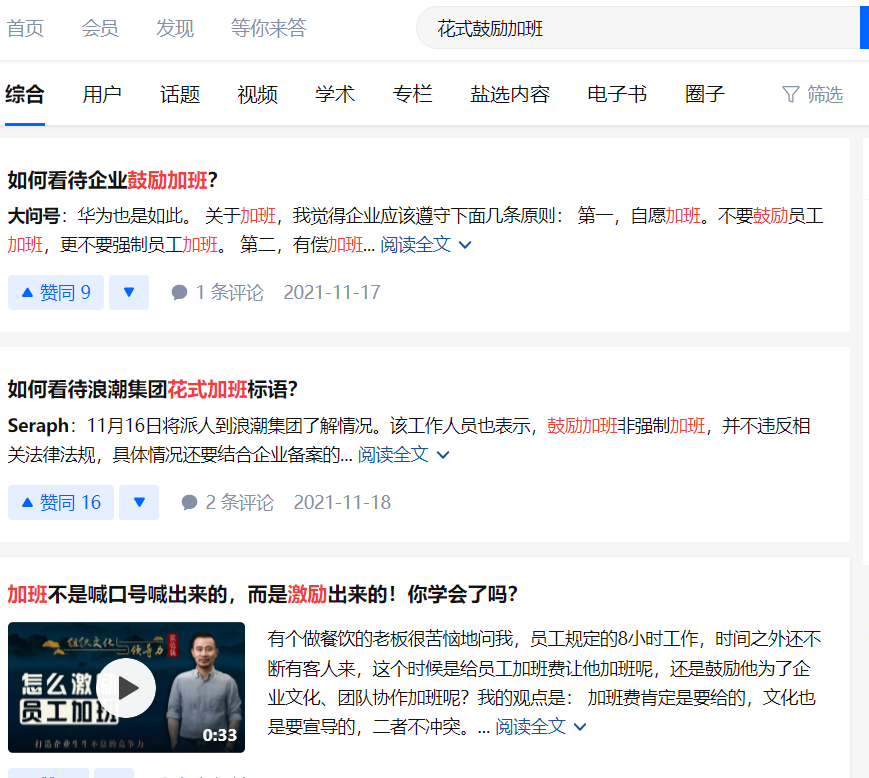 首页 会员 发现 等你来答 花式鼓励加班
综合 用户 话题 视频 学术 专栏 盐选内容 电子书 圈子 筛选
如何看待企业鼓励加班？
大问号：华为也是如此。 关于加班，我觉得企业应该遵守下面几条原则： 第一，自愿加班。不要鼓励员工
加班，更不要强制员工加班。 第二，有偿加班... 阅读全文
赞同 9 1 条评论 2021-11-17
如何看待浪潮集团花式加班标语？
Seraph：11月16日将派人到浪潮集团了解情况。该工作人员也表示，鼓励加班非强制加班，并不违反相
关法律法规，具体情况还要结合企业备案的... 阅读全文
赞同 16 2 条评论 2021-11-18
加班不是喊口号喊出来的，而是激励出来的！你学会了吗？
组织文化 领导力
怎么激励
员工加班
0:33
打造企业生生不息的竞争力
有个做餐饮的老板很苦恼地问我，员工规定的8小时工作，时间之外还不
断有客人来，这个时候是给员工加班费让他加班呢，还是鼓励他为了企
业文化、团队协作加班呢？我的观点是： 加班费肯定是要给的，文化也
是要宣导的，二者不冲突。... 阅读全文